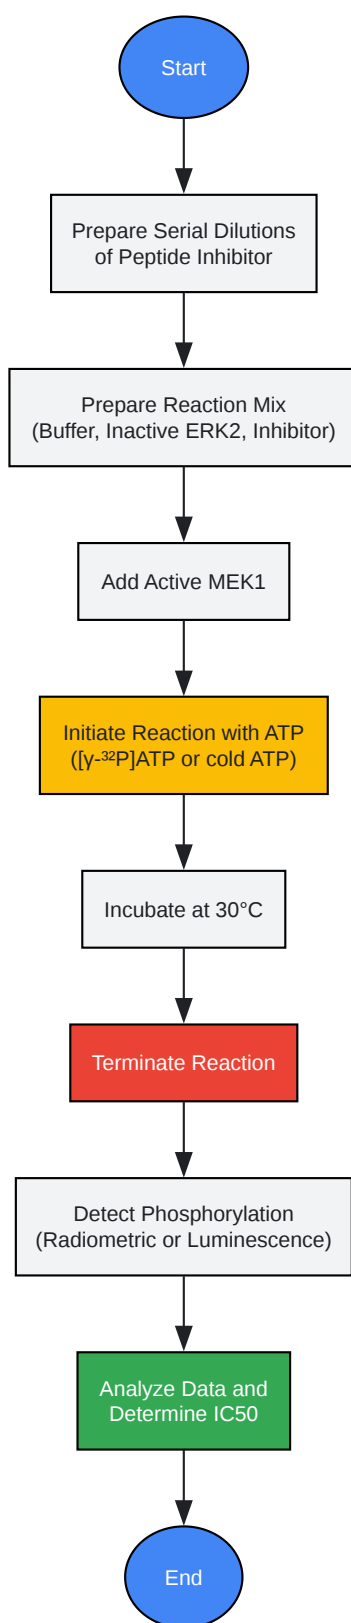 Start
Prepare Serial Dilutions
of Peptide Inhibitor
Prepare Reaction Mix
(Buffer, Inactive ERK2, Inhibitor)
Add Active MEK1
Initiate Reaction with ATP
([γ-³²P]ATP or cold ATP)
Incubate at 30°C
Terminate Reaction
Detect Phosphorylation
(Radiometric or Luminescence)
Analyze Data and
Determine IC50
End